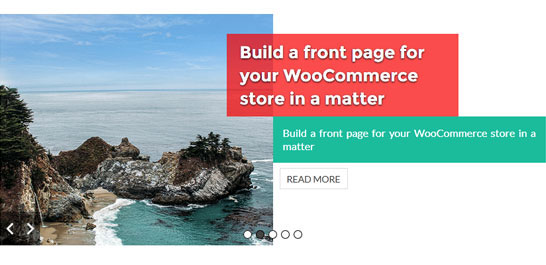 Build a front page for
your WooCommerce
store in a matter
Build a front page for your WooCommerce store in a
matter
READ MORE